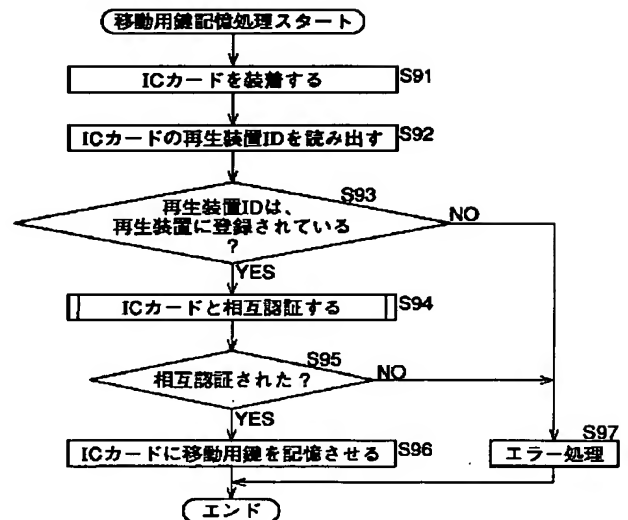 移動用鍵記憶処理スタート
ICカードを装着する
S91
ICカードの再生装置IDを読み出す
S92
S93
再生装置IDは、
再生装置に登録されている
?
NO
YES
ICカードと相互認証する
S94
S95
相互認証された?
NO
YES
ICカードに移動用鍵を記憶させる
S96
S97
エラー処理
エンド